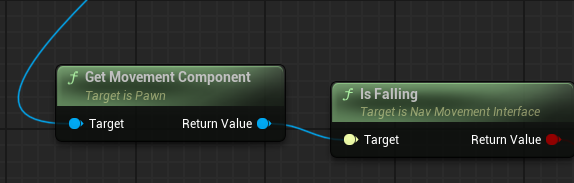 f Get Movement Component
Target is Pawn
Target Return Value
f Is Falling
Target is Nav Movement Interface
Target Return Value